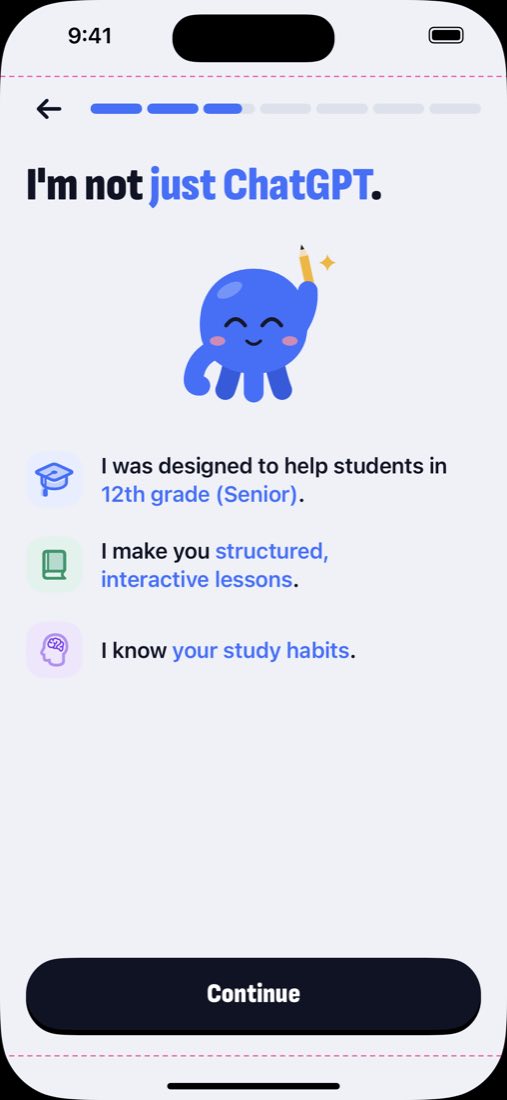 9:41
I'm not just ChatGPT.
I was designed to help students in
12th grade (Senior).
I make you structured,
interactive lessons.
I know your study habits.
Continue